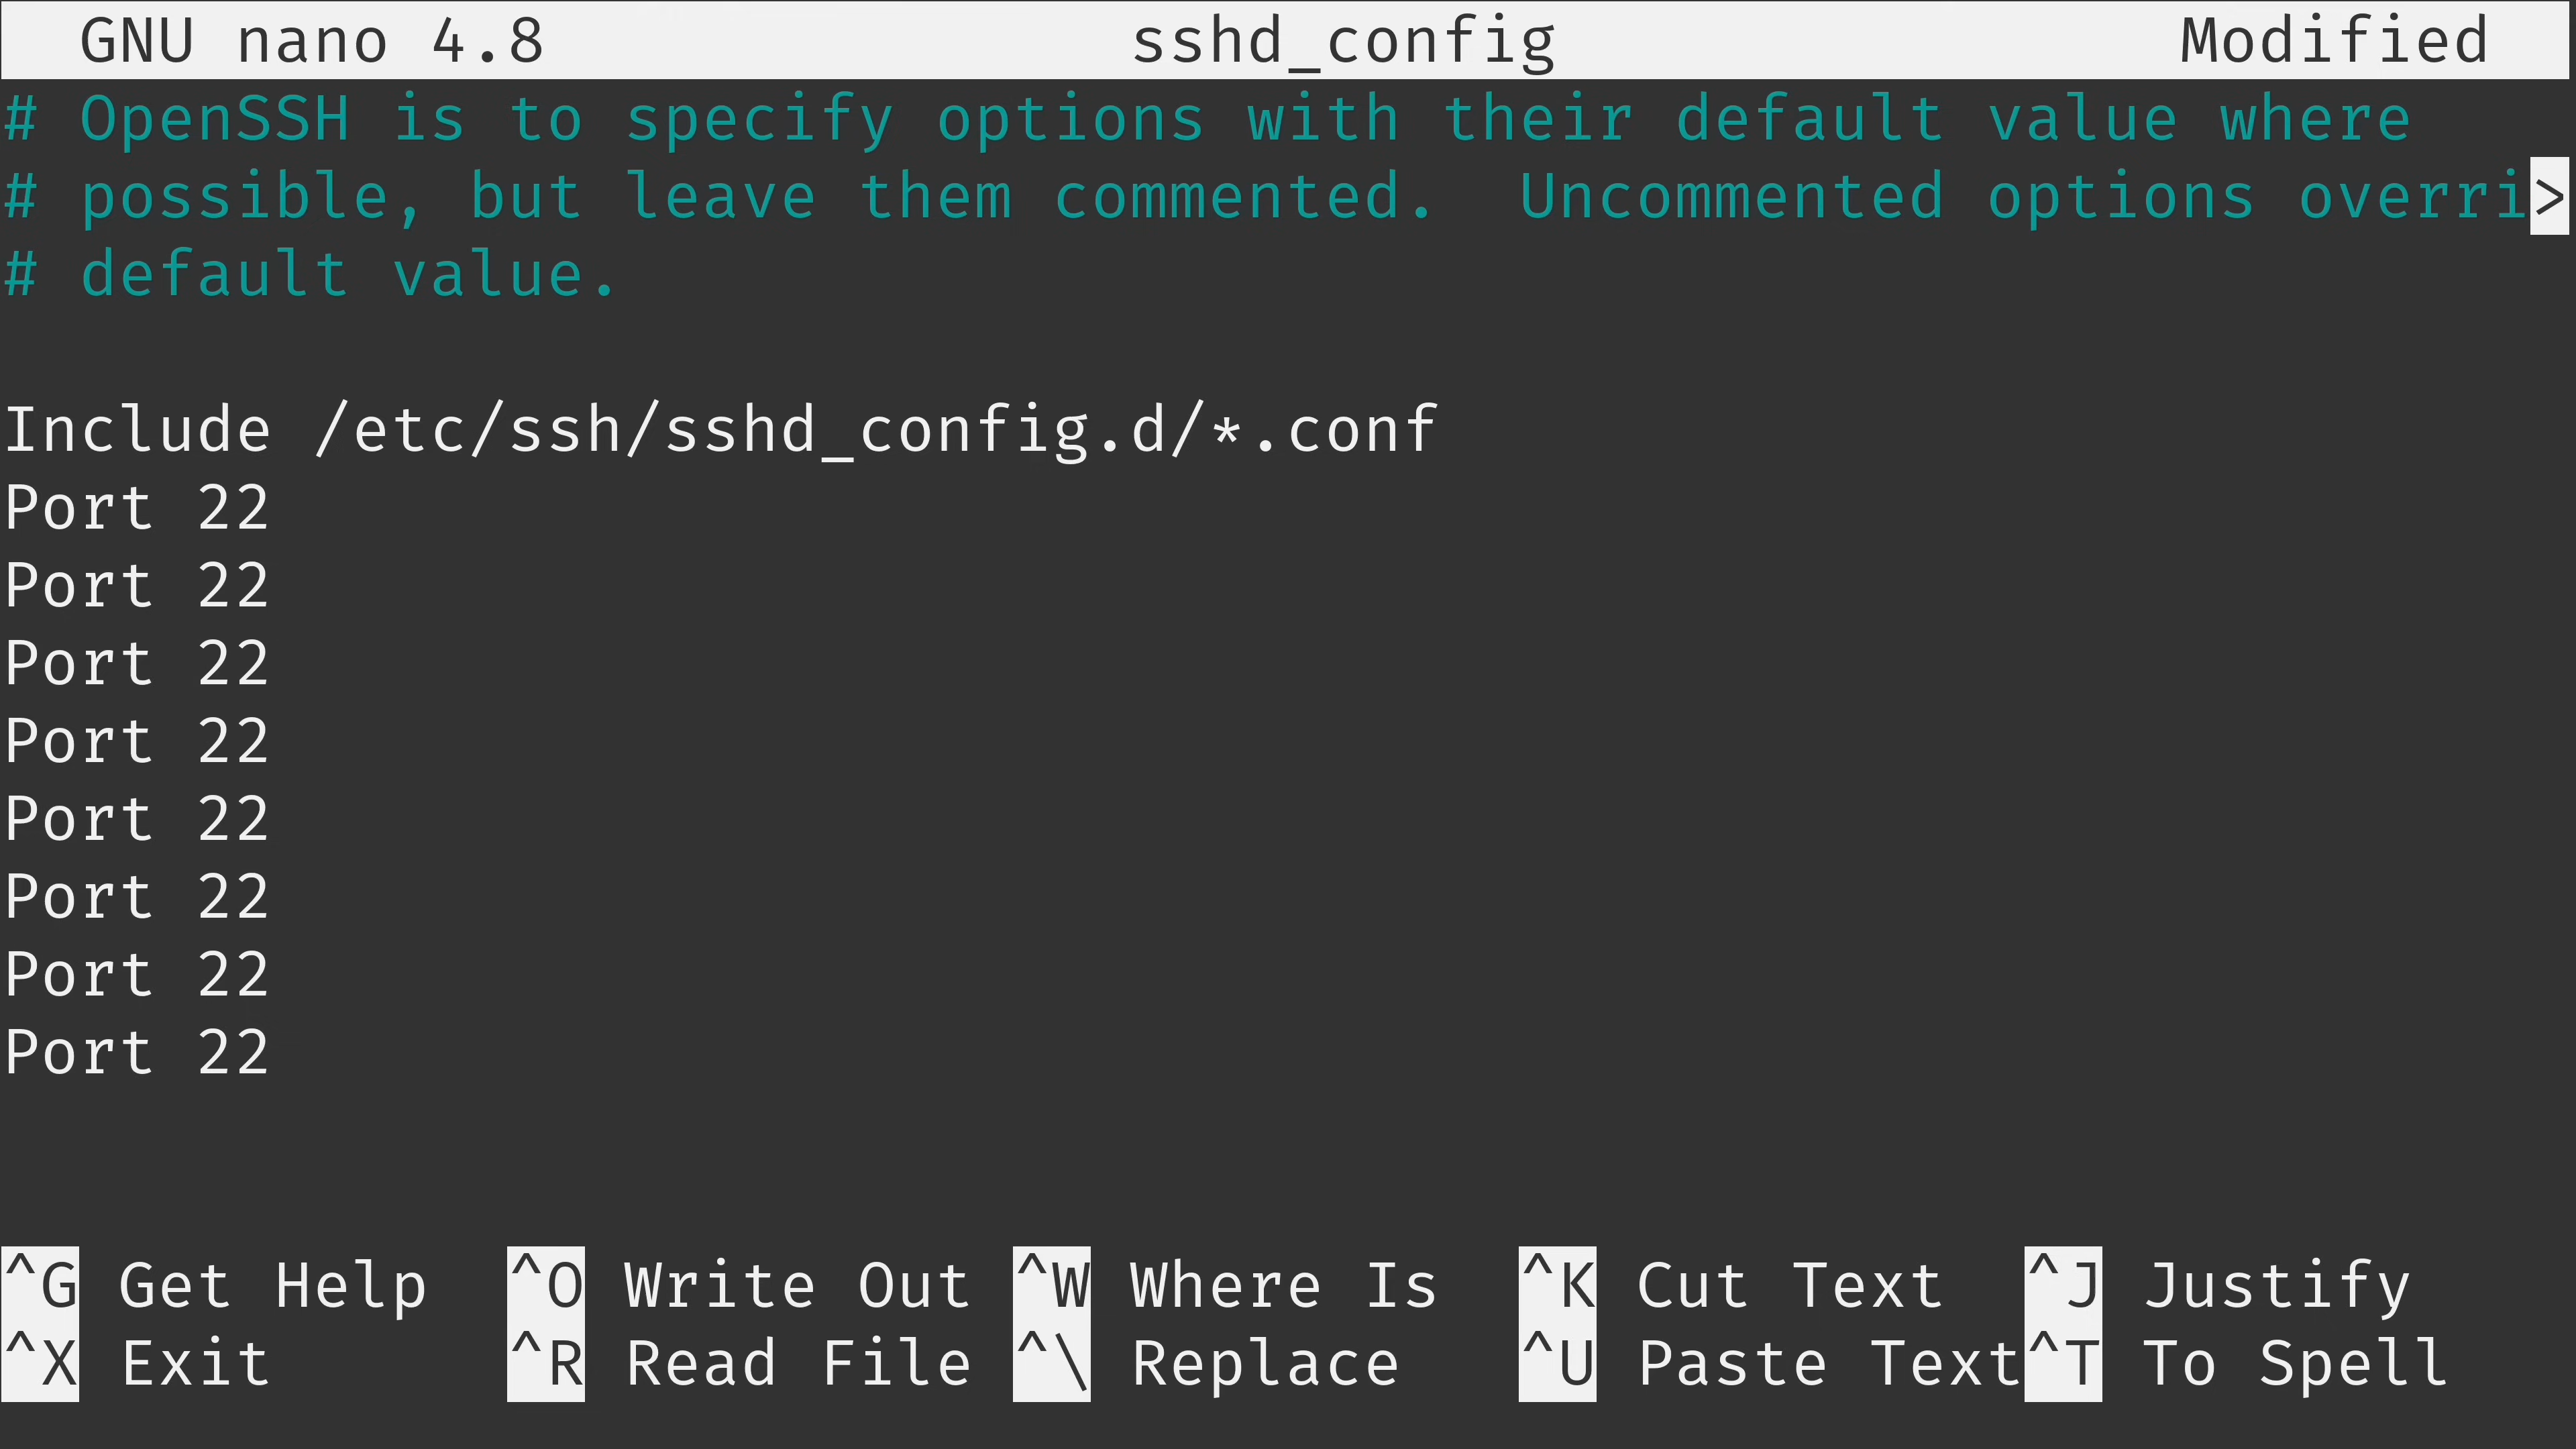 GNU nano 4.8 sshd_config Modified
# OpenSSH is to specify options with their default value where
# possible, but leave them commented.  Uncommented options overri>
# default value.
Include /etc/ssh/sshd_config.d/*.conf
Port 22
Port 22
Port 22
Port 22
Port 22
Port 22
Port 22
Port 22
^G Get Help ^O Write Out ^W Where Is ^K Cut Text ^J Justify
^X Exit ^R Read File ^\ Replace ^U Paste Text ^T To Spell